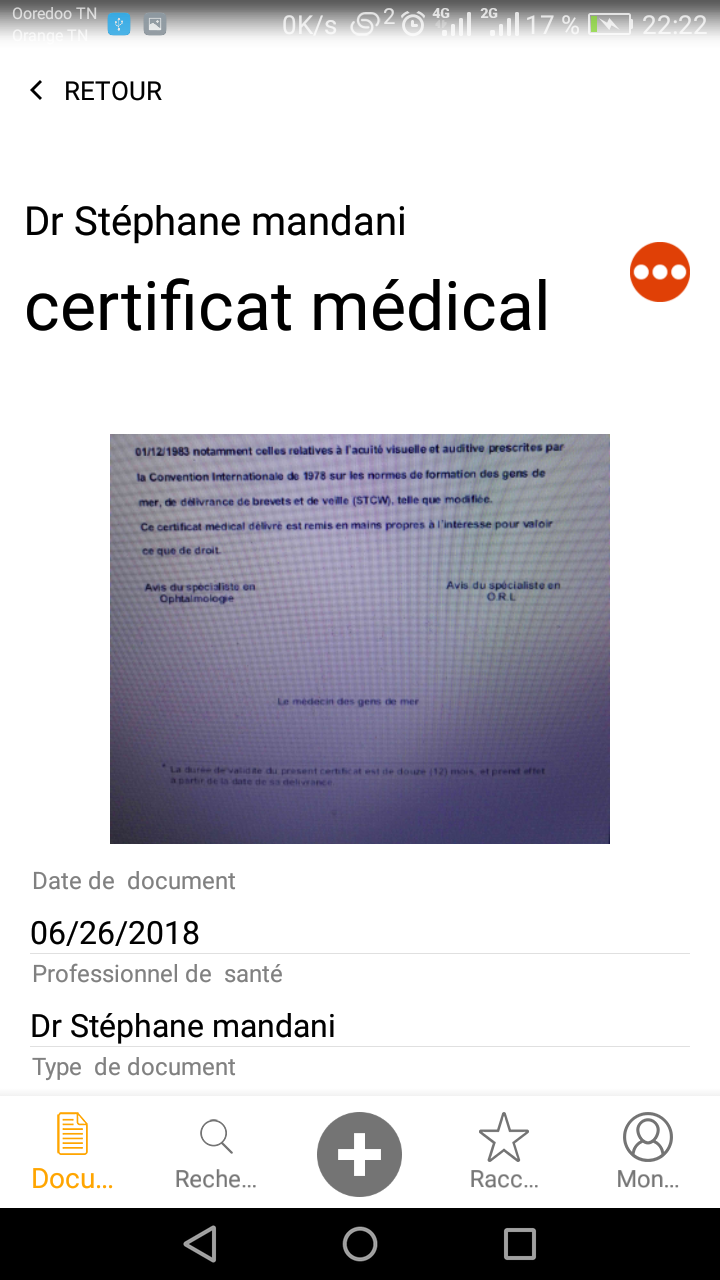 Ooredoo TN
Orange TN
0K/s 2 4G 2G 17 % 22:22
RETOUR
Dr Stéphane mandani
certificat médical
01/12/1983 notamment celles relatives à l'acuité visuelle et auditive prescrites par
la Convention Internationale de 1978 sur les normes de formation des gens de
mer, de délivrance de brevets et de veille (STCW), telle que modifiée.
Ce certificat médical délivré est remis en mains propres à l'intéressé pour valoir
ce que de droit.
Avis du spécialiste en
Ophtalmologie
Avis du spécialiste en
O.R.L
Le médecin des gens de mer
* La durée de validité du présent certificat est de douze (12) mois, et prend effet
à partir de la date de sa délivrance.
Date de document
06/26/2018
Professionnel de santé
Dr Stéphane mandani
Type de document
Docu...
Reche...
Racc...
Mon...